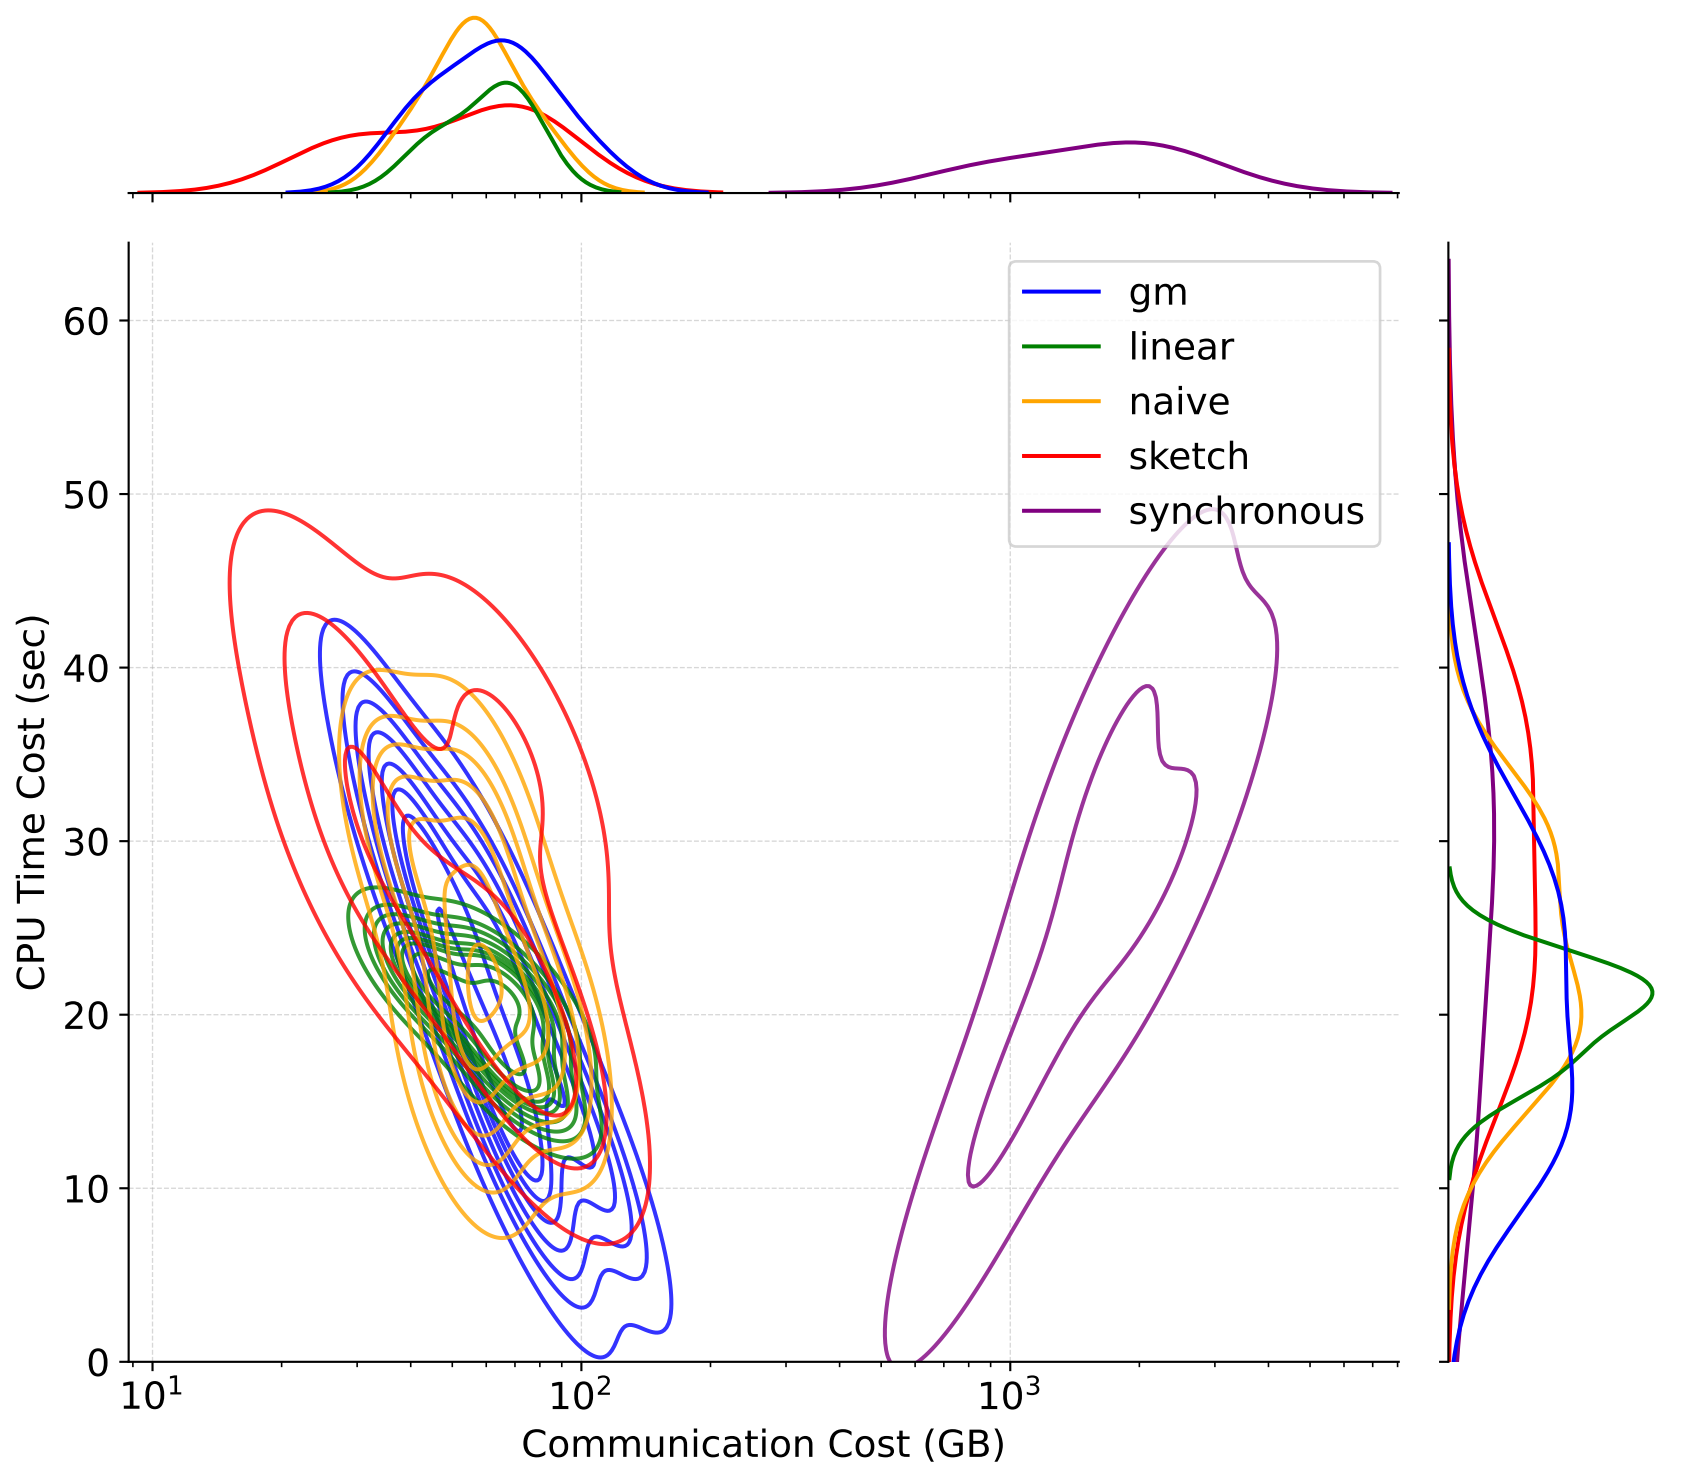 gm
linear
naive
sketch
synchronous
60
50
40
30
20
10
0
CPU Time Cost (sec)
10¹
10²
10³
Communication Cost (GB)